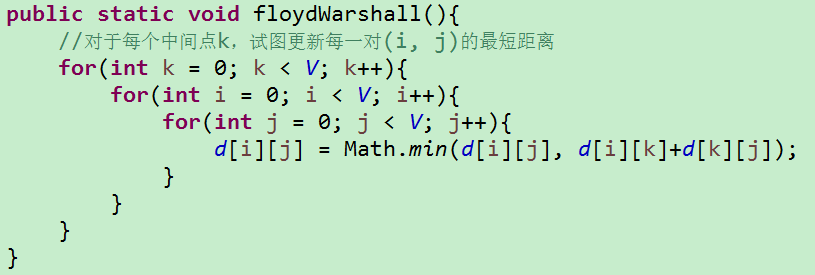 public static void floydWarshall(){
    //对于每个中间点k，试图更新每一对(i, j)的最短距离
    for(int k = 0; k < V; k++){
        for(int i = 0; i < V; i++){
            for(int j = 0; j < V; j++){
                d[i][j] = Math.min(d[i][j], d[i][k]+d[k][j]);
            }
        }
    }
}